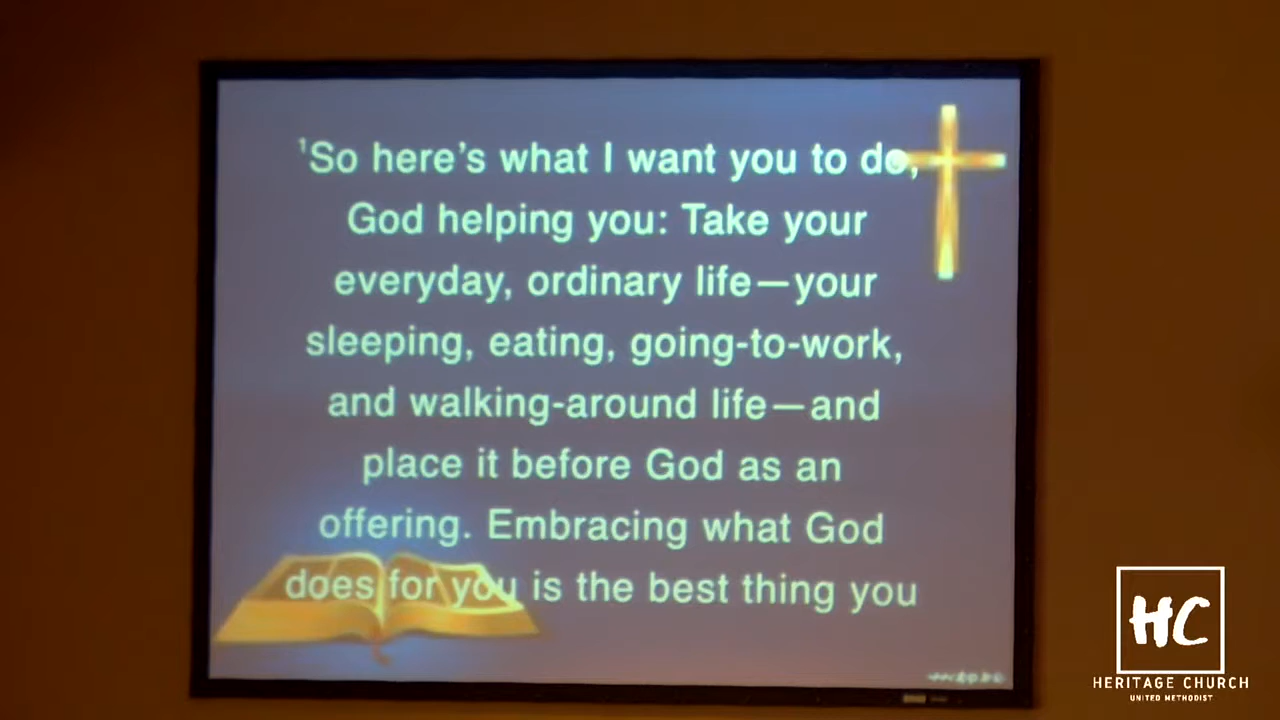 ¹So here's what I want you to do,
God helping you: Take your
everyday, ordinary life—your
sleeping, eating, going-to-work,
and walking-around life—and
place it before God as an
offering. Embracing what God
does for you is the best thing you
HC
HERITAGE CHURCH
UNITED METHODIST